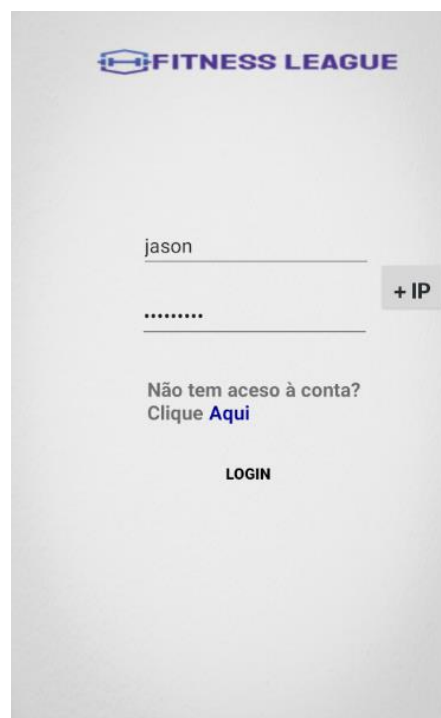 FITNESS LEAGUE
jason
+ IP
•••••••••
Não tem aceso à conta?
Clique Aqui
LOGIN